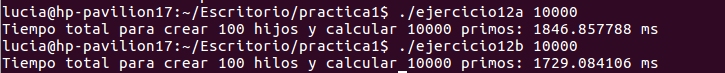 lucia@hp-pavilion17:~/Escritorio/practica1$ ./ejercicio12a 10000
Tiempo total para crear 100 hijos y calcular 10000 primos: 1846.857788 ms
lucia@hp-pavilion17:~/Escritorio/practica1$ ./ejercicio12b 10000
Tiempo total para crear 100 hijos y calcular 10000 primos: 1729.084106 ms